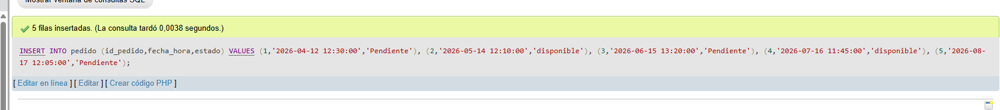 Mostrar ventana de consultas SQL
5 filas insertadas. (La consulta tardó 0,0038 segundos.)
INSERT INTO pedido (id_pedido,fecha_hora,estado) VALUES (1,'2026-04-12 12:30:00','Pendiente'), (2,'2026-05-14 12:10:00','disponible'), (3,'2026-06-15 13:20:00','Pendiente'), (4,'2026-07-16 11:45:00','disponible'), (5,'2026-08-
17 12:05:00','Pendiente');
[ Editar en línea ] [ Editar ] [ Crear código PHP ]